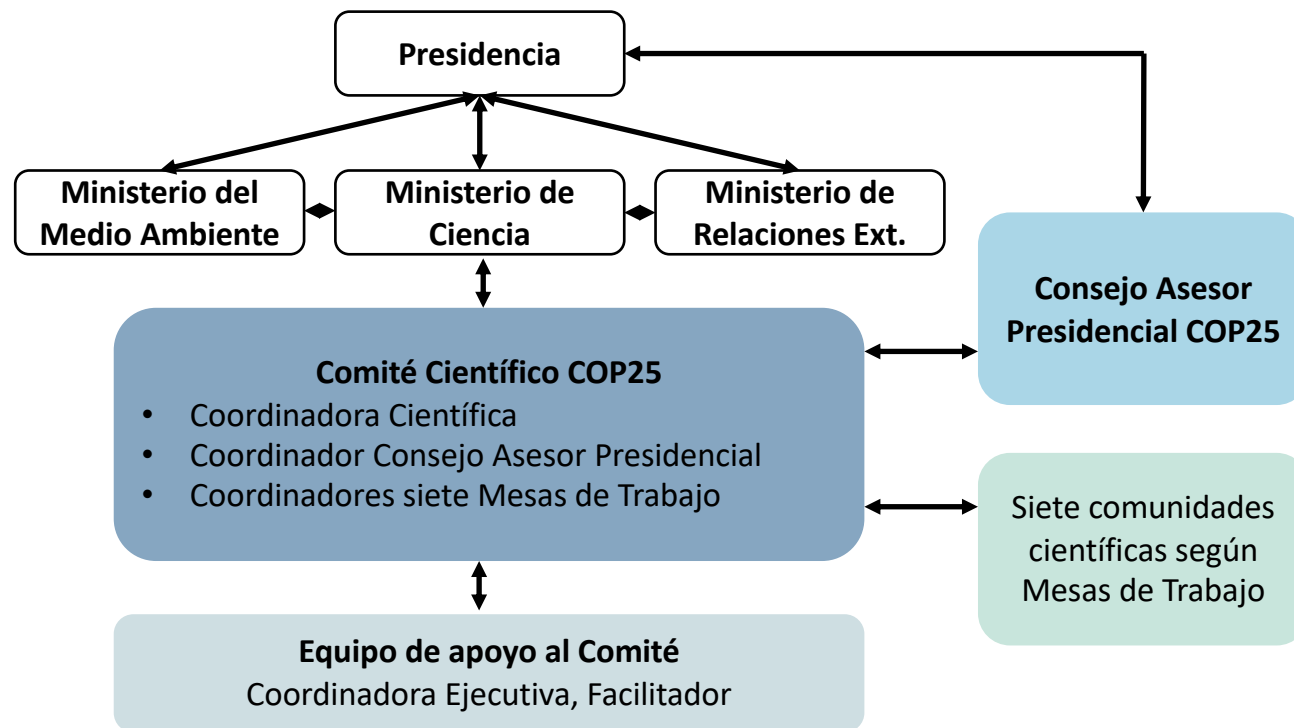 Presidencia
Ministerio del
Medio Ambiente
Ministerio de
Ciencia
Ministerio de
Relaciones Ext.
Consejo Asesor
Presidencial COP25
Comité Científico COP25
• Coordinadora Científica
• Coordinador Consejo Asesor Presidencial
• Coordinadores siete Mesas de Trabajo
Siete comunidades
científicas según
Mesas de Trabajo
Equipo de apoyo al Comité
Coordinadora Ejecutiva, Facilitador